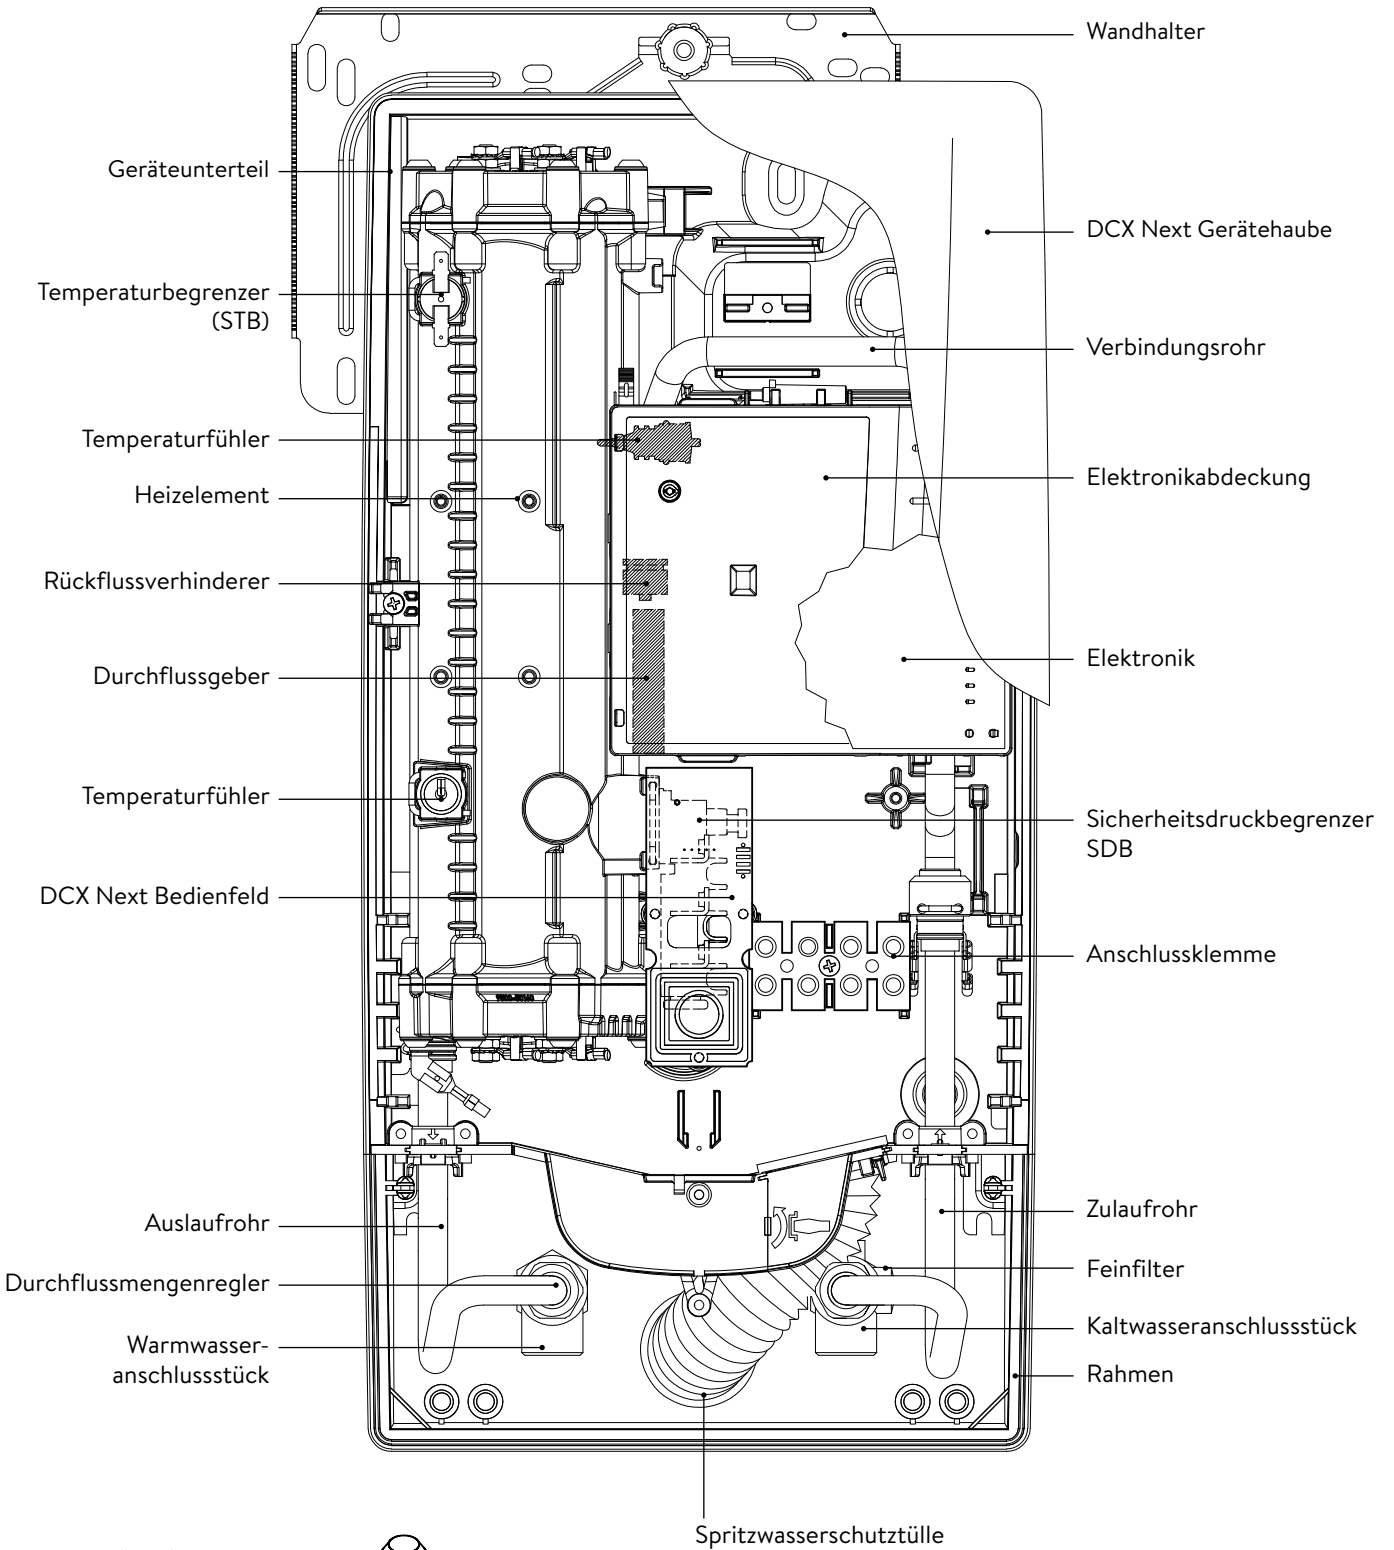 Wandhalter
Geräteunterteil
DCX Next Gerätehaube
Temperaturbegrenzer
(STB)
Verbindungsrohr
Temperaturfühler
Elektronikabdeckung
Heizelement
Rückflussverhinderer
Elektronik
Durchflussgeber
Temperaturfühler
Sicherheitsdruckbegrenzer
SDB
DCX Next Bedienfeld
Anschlussklemme
Auslaufrohr
Zulaufrohr
Durchflussmengenregler
Feinfilter
Warmwasser-
anschlussstück
Kaltwasseranschlussstück
Rahmen
Spritzwasserschutztülle